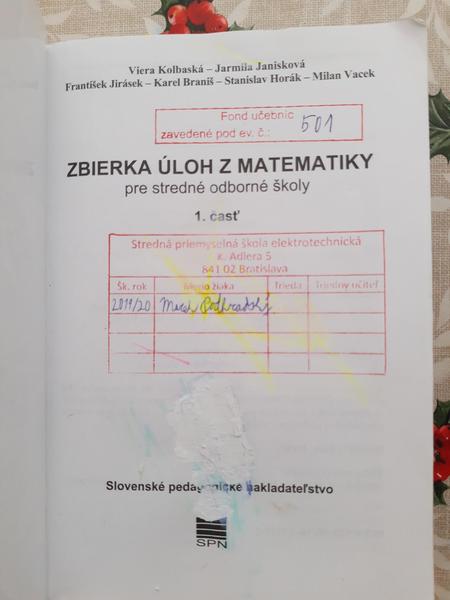 Viera Kolbaská – Jarmila Janisková
František Jirásek – Karel Braniš – Stanislav Horák – Milan Vacek
Fond učebnic
zavedené pod ev. č.: 501
ZBIERKA ÚLOH Z MATEMATIKY
pre stredné odborné školy
1. časť
Stredná priemyselná škola elektrotechnická
K. Adlera 5
841 02 Bratislava
Šk. rok Meno žiaka Trieda Triedny učiteľ
2019/20
Slovenské pedagogické nakladateľstvo
SPN